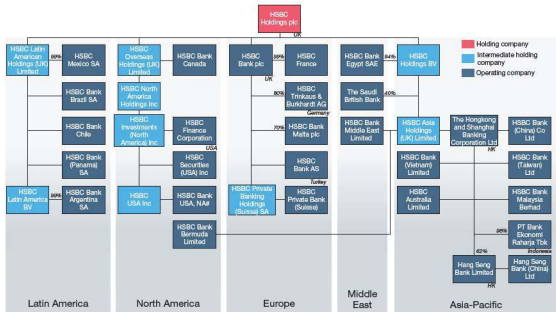 HSBC
Holdings plc
UK
HSBC Latin
American
Holdings (UK)
Limited
99%
HSBC
Mexico SA
HSBC Bank
Brazil SA
HSBC Bank
Chile
HSBC Bank
(Panama)
SA
HSBC
Latin America
BV
99%
HSBC Bank
Argentina
SA
HSBC
Overseas
Holdings (UK)
Limited
HSBC Bank
Canada
HSBC North
America
Holdings Inc
HSBC
Investments
(North
America) Inc
HSBC
Finance
Corporation
USA
HSBC
Securities
(USA) Inc
HSBC
USA Inc
HSBC Bank
USA, NA#
HSBC Bank
Bermuda
Limited
HSBC
Bank plc
UK
99%
HSBC
France
80%
HSBC
Trinkaus &
Burkhardt AG
Germany
70%
HSBC Bank
Malta plc
HSBC
Bank AS
Turkey
HSBC Private
Banking
Holdings
(Suisse) SA
HSBC
Private Bank
(Suisse)
HSBC Bank
Egypt SAE
94%
HSBC
Holdings BV
The Saudi
British Bank
40%
HSBC Bank
Middle East
Limited
HSBC Asia
Holdings
(UK) Limited
The Hongkong
and Shanghai
Banking
Corporation Ltd
HK
HSBC Bank
(China) Co
Ltd
HSBC Bank
(Vietnam)
Limited
HSBC Bank
(Taiwan)
Ltd
HSBC Bank
Australia
Limited
HSBC Bank
Malaysia
Berhad
PT Bank
Ekonomi
Raharja Tbk
Indonesia
62%
Hang Seng
Bank Limited
HK
Hang Seng
Bank (China)
Ltd
Holding company
Intermediate holding company
Operating company
Latin America
North America
Europe
Middle
East
Asia-Pacific